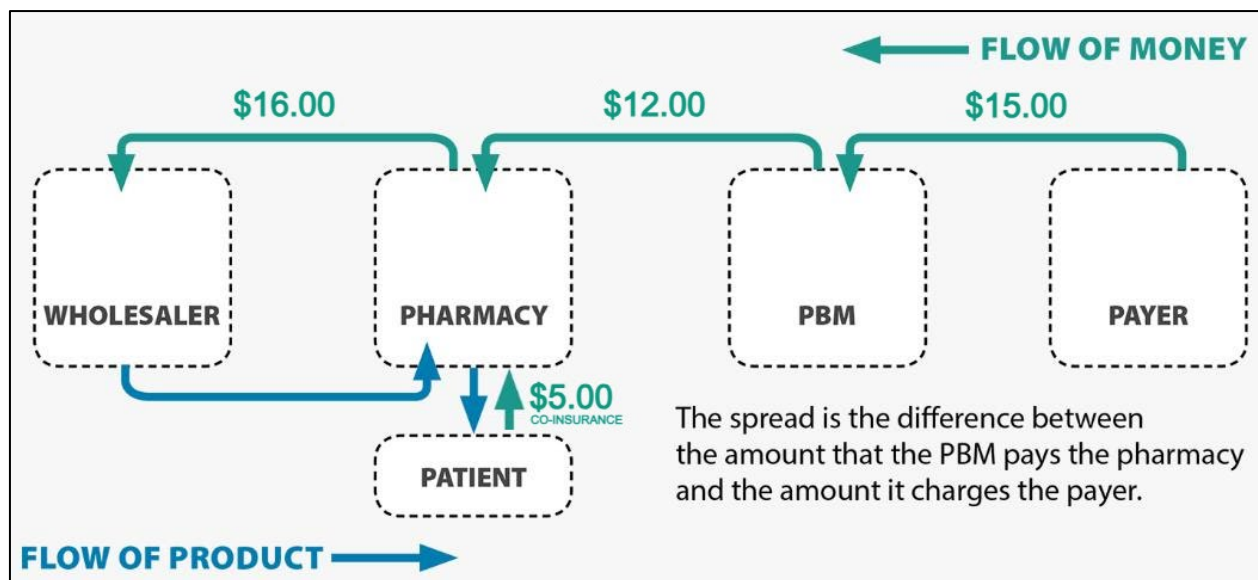 FLOW OF MONEY
$16.00
$12.00
$15.00
WHOLESALER
PHARMACY
PBM
PAYER
$5.00
CO-INSURANCE
PATIENT
The spread is the difference between
the amount that the PBM pays the pharmacy
and the amount it charges the payer.
FLOW OF PRODUCT